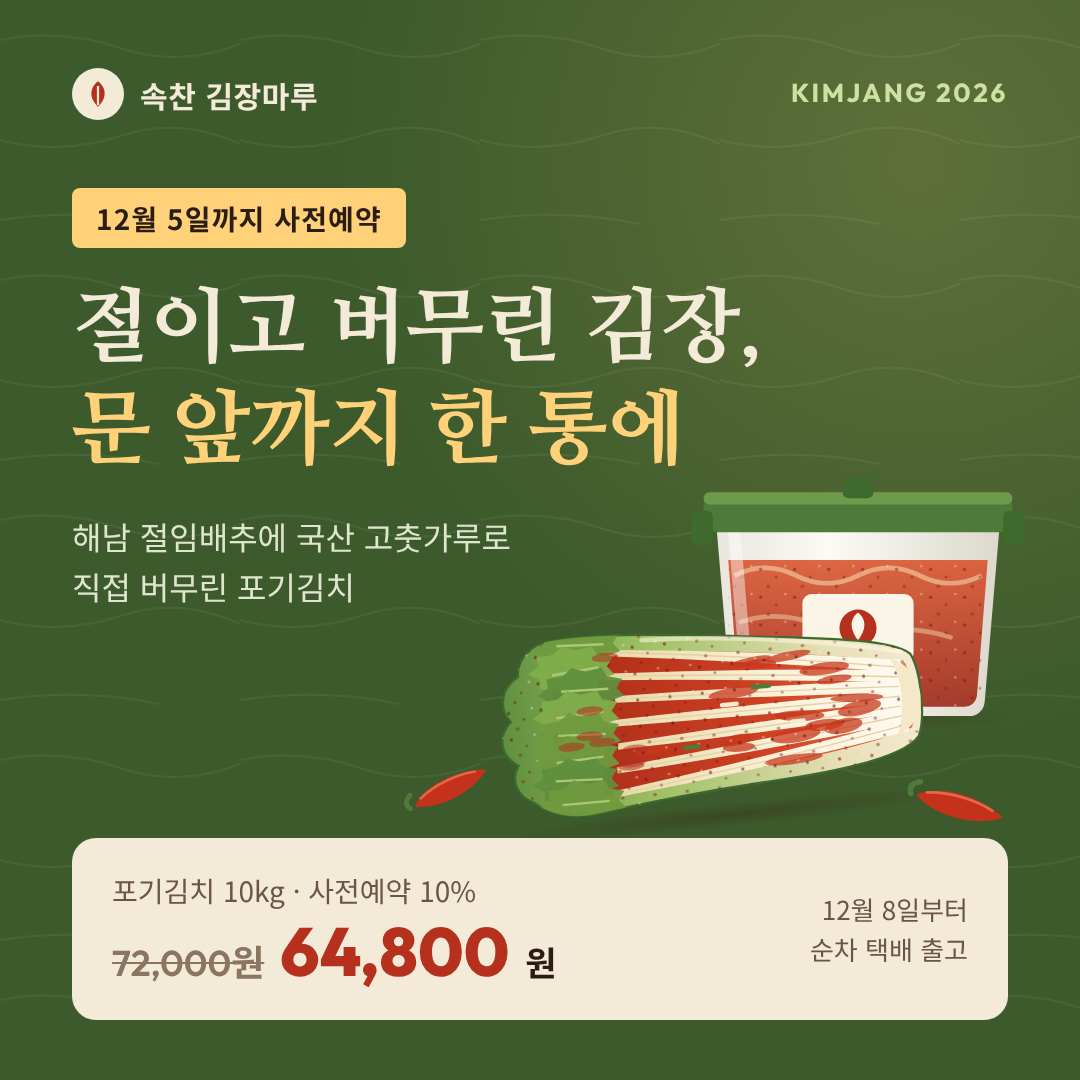 속찬 김장마루
KIMJANG 2026
12월 5일까지 사전예약
절이고 버무린 김장,
문 앞까지 한 통에
해남 절임배추에 국산 고춧가루로
직접 버무린 포기김치
포기김치 10kg · 사전예약 10%
72,000원 64,800 원
12월 8일부터
순차 택배 출고